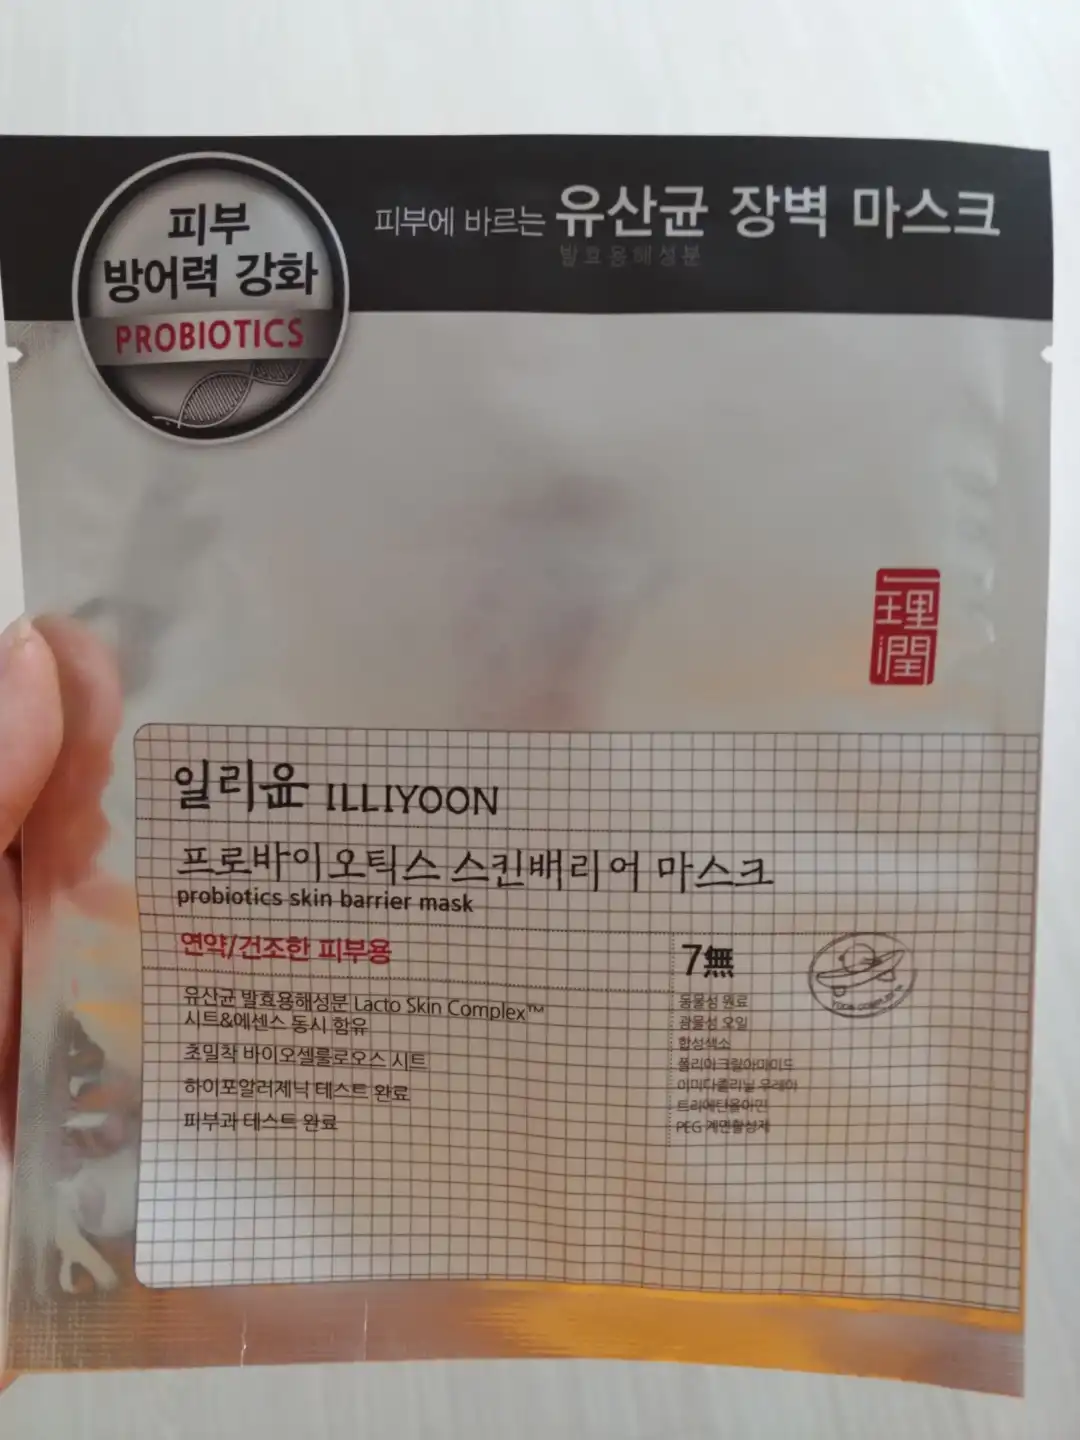 피부
방어력 강화
PROBIOTICS
피부에 바르는 유산균 장벽 마스크
발효용해성분
一理潤
일리윤 ILLIYOON
프로바이오틱스 스킨배리어 마스크
probiotics skin barrier mask
연약/건조한 피부용
유산균 발효용해성분 Lacto Skin Complex™
시트&에센스 동시 함유
초밀착 바이오셀룰로오스 시트
하이포알러제닉 테스트 완료
피부과 테스트 완료
7無
동물성 원료
광물성 오일
합성색소
폴리아크릴아마이드
이미다졸리닐 우레아
트리에탄올아민
PEG 계면활성제